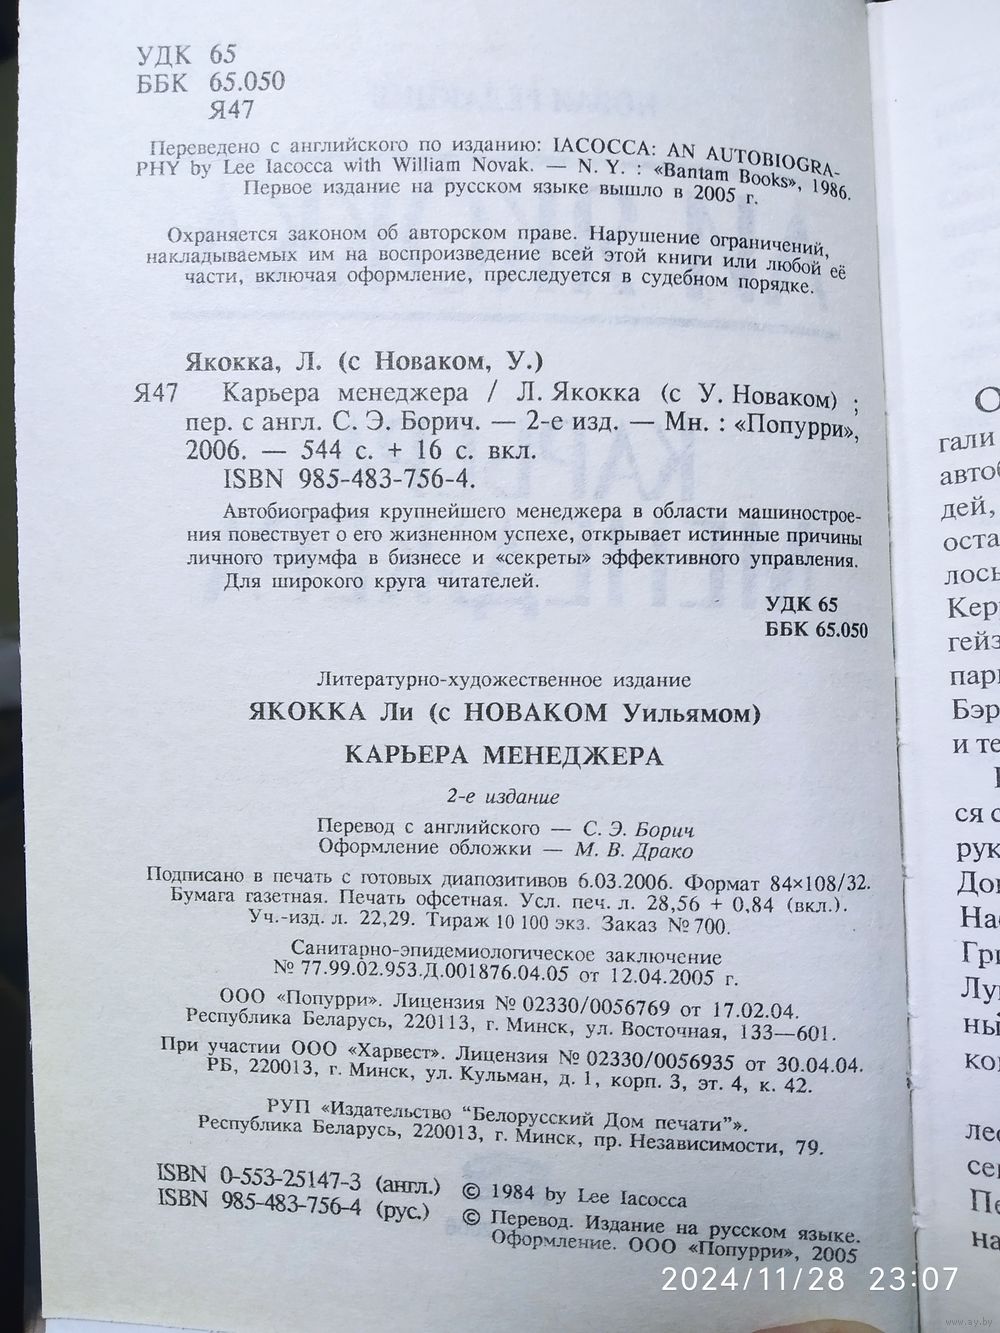 УДК 65
ББК 65.050
Я47
Переведено с английского по изданию: IACOCCA: AN AUTOBIOGRA-
PHY by Lee Iacocca with William Novak. — N. Y. : «Bantam Books», 1986.
Первое издание на русском языке вышло в 2005 г.
Охраняется законом об авторском праве. Нарушение ограничений,
накладываемых им на воспроизведение всей этой книги или любой её
части, включая оформление, преследуется в судебном порядке.
Якокка, Л. (с Новаком, У.)
Я47 Карьера менеджера / Л. Якокка (с У. Новаком) ;
пер. с англ. С. Э. Борич. — 2-е изд. — Мн. : «Попурри»,
2006. — 544 с. + 16 с. вкл.
ISBN 985-483-756-4.
Автобиография крупнейшего менеджера в области машинострое-
ния повествует о его жизненном успехе, открывает истинные причины
личного триумфа в бизнесе и «секреты» эффективного управления.
Для широкого круга читателей.
УДК 65
ББК 65.050
Литературно-художественное издание
ЯКОККА Ли (с НОВАКОМ Уильямом)
КАРЬЕРА МЕНЕДЖЕРА
2-е издание
Перевод с английского — С. Э. Борич
Оформление обложки — М. В. Драко
Подписано в печать с готовых диапозитивов 6.03.2006. Формат 84×108/32.
Бумага газетная. Печать офсетная. Усл. печ. л. 28,56 + 0,84 (вкл.).
Уч.-изд. л. 22,29. Тираж 10 100 экз. Заказ № 700.
Санитарно-эпидемиологическое заключение
№ 77.99.02.953.Д.001876.04.05 от 12.04.2005 г.
ООО «Попурри». Лицензия № 02330/0056769 от 17.02.04.
Республика Беларусь, 220113, г. Минск, ул. Восточная, 133—601.
При участии ООО «Харвест». Лицензия № 02330/0056935 от 30.04.04.
РБ, 220013, г. Минск, ул. Кульман, д. 1, корп. 3, эт. 4, к. 42.
РУП «Издательство “Белорусский Дом печати”».
Республика Беларусь, 220013, г. Минск, пр. Независимости, 79.
ISBN 0-553-25147-3 (англ.)
ISBN 985-483-756-4 (рус.)
© 1984 by Lee Iacocca
© Перевод. Издание на русском языке.
Оформление. ООО «Попурри», 2005
гали
дей,
и те
2024/11/28 23:07
www.ay.by